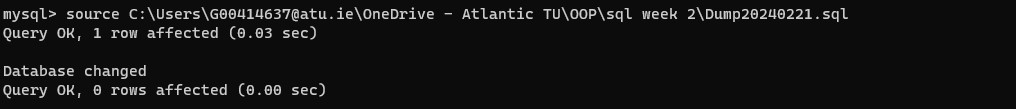 mysql> source C:\Users\G00414637@atu.ie\OneDrive - Atlantic TU\OOP\sql week 2\Dump20240221.sql
Query OK, 1 row affected (0.03 sec)
Database changed
Query OK, 0 rows affected (0.00 sec)